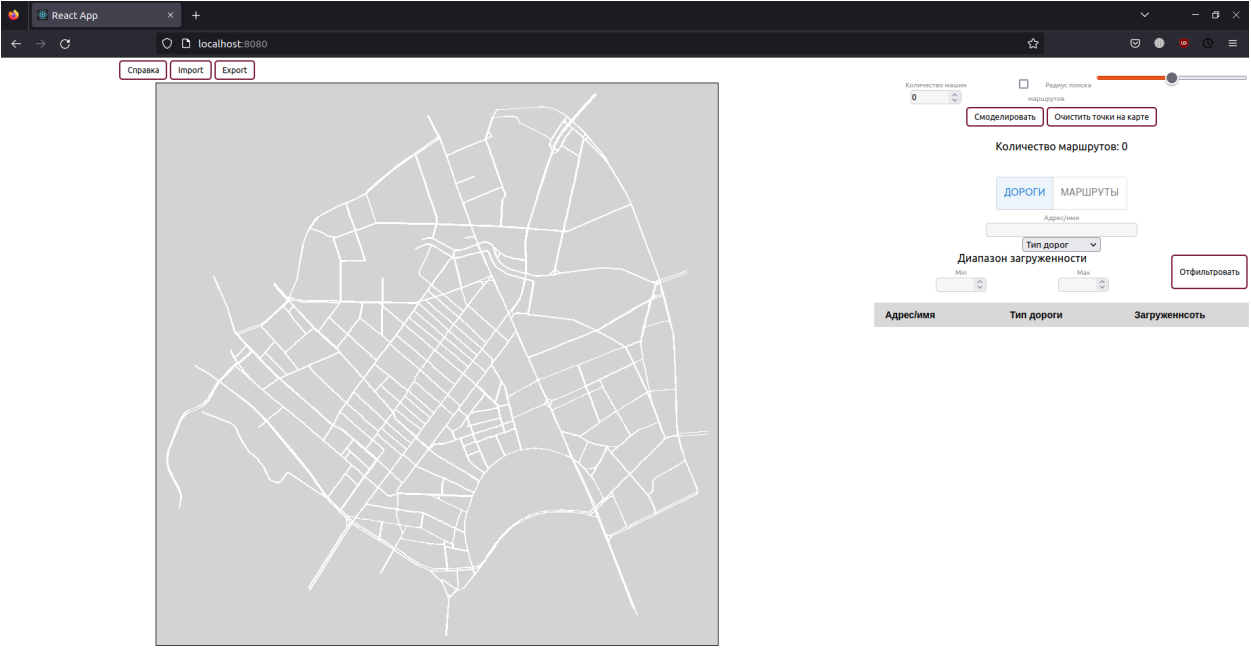 React App
localhost:8080
Справка Import Export
Количество машин
0
Радиус поиска
маршрутов
Смоделировать Очистить точки на карте
Количество маршрутов: 0
ДОРОГИ МАРШРУТЫ
Адрес/имя
Тип дорог
Диапазон загруженности
Min Max
Отфильтровать
Адрес/имя Тип дороги Загруженнсоть